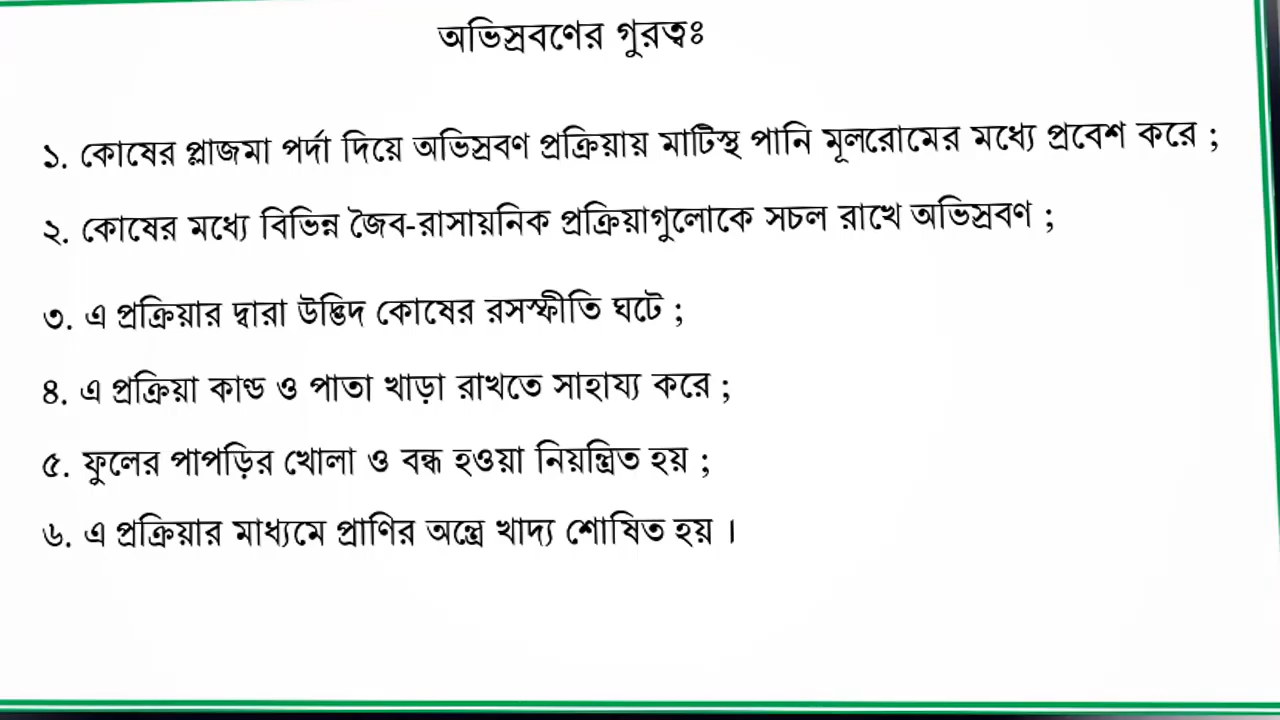 অভিস্রবণের গুরত্বঃ
১. কোষের প্লাজমা পর্দা দিয়ে অভিস্রবণ প্রক্রিয়ায় মাটিস্থ পানি মূলরোমের মধ্যে প্রবেশ করে ;
২. কোষের মধ্যে বিভিন্ন জৈব-রাসায়নিক প্রক্রিয়াগুলোকে সচল রাখে অভিস্রবণ ;
৩. এ প্রক্রিয়ার দ্বারা উদ্ভিদ কোষের রসস্ফীতি ঘটে ;
৪. এ প্রক্রিয়া কান্ড ও পাতা খাড়া রাখতে সাহায্য করে ;
৫. ফুলের পাপড়ির খোলা ও বন্ধ হওয়া নিয়ন্ত্রিত হয় ;
৬. এ প্রক্রিয়ার মাধ্যমে প্রাণির অন্ত্রে খাদ্য শোষিত হয় ।